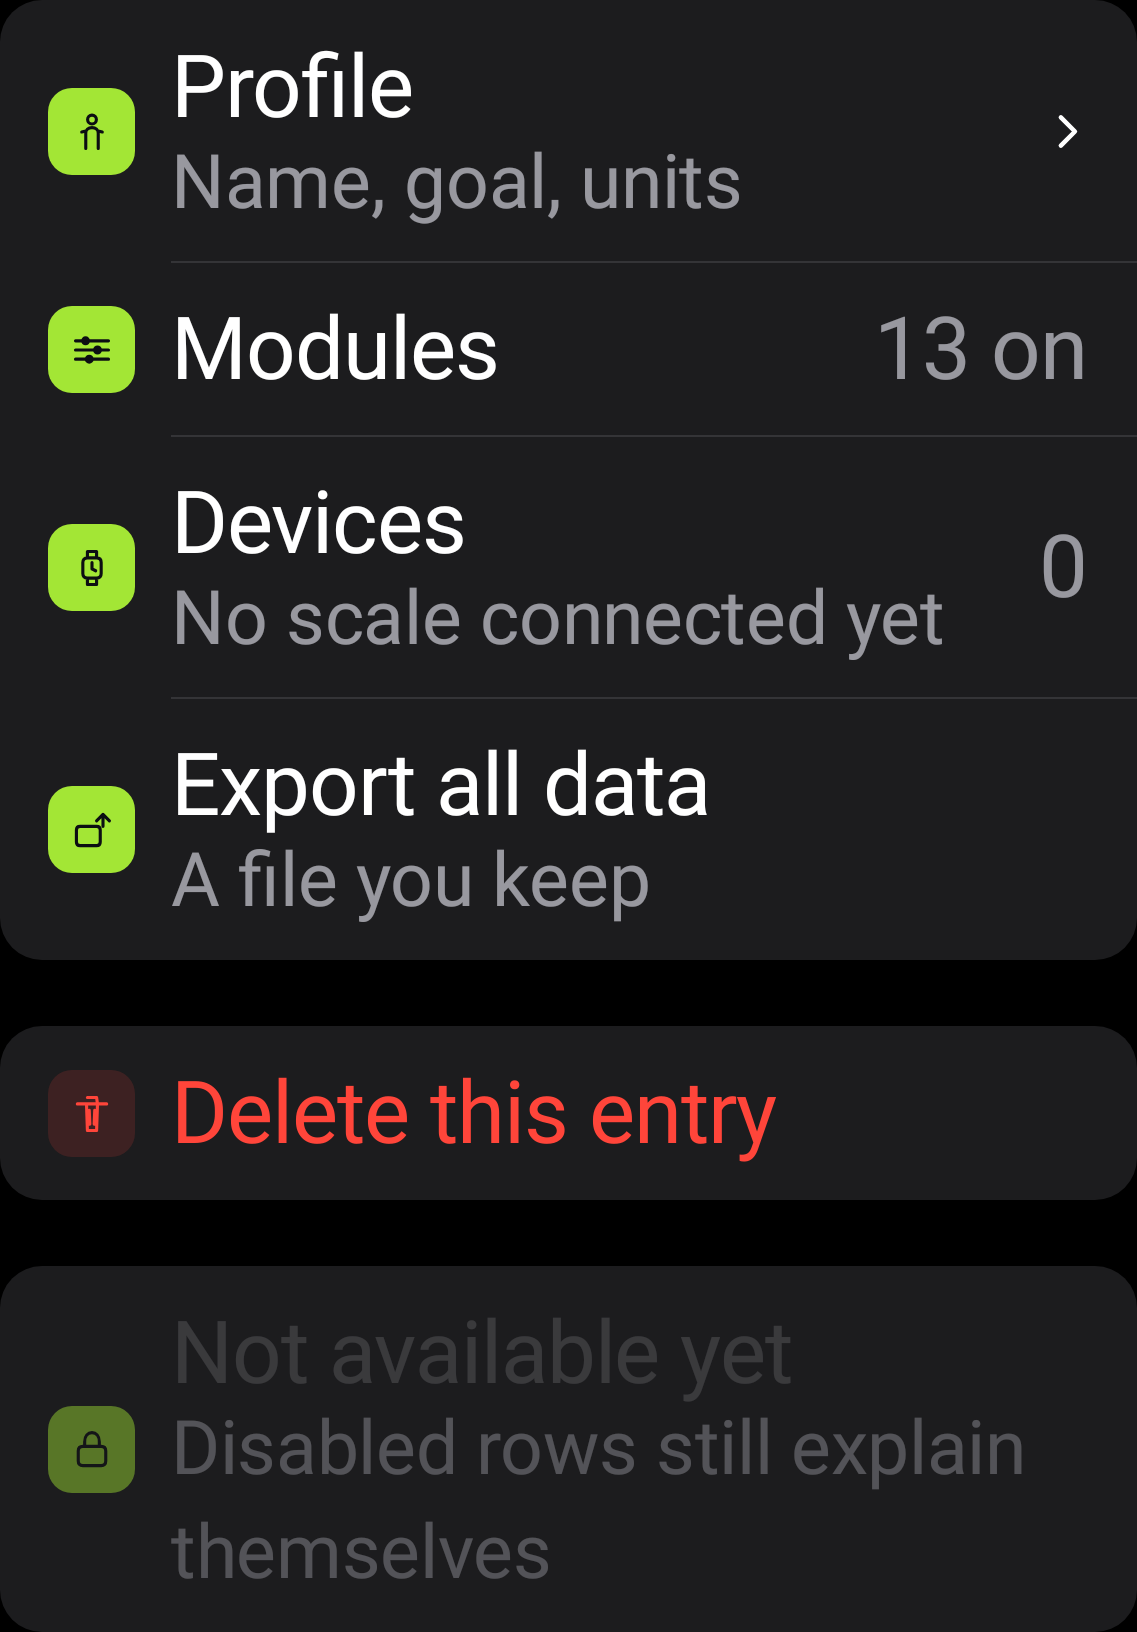 Profile
Name, goal, units
Modules
13 on
Devices
No scale connected yet
0
Export all data
A file you keep
Delete this entry
Not available yet
Disabled rows still explain
themselves